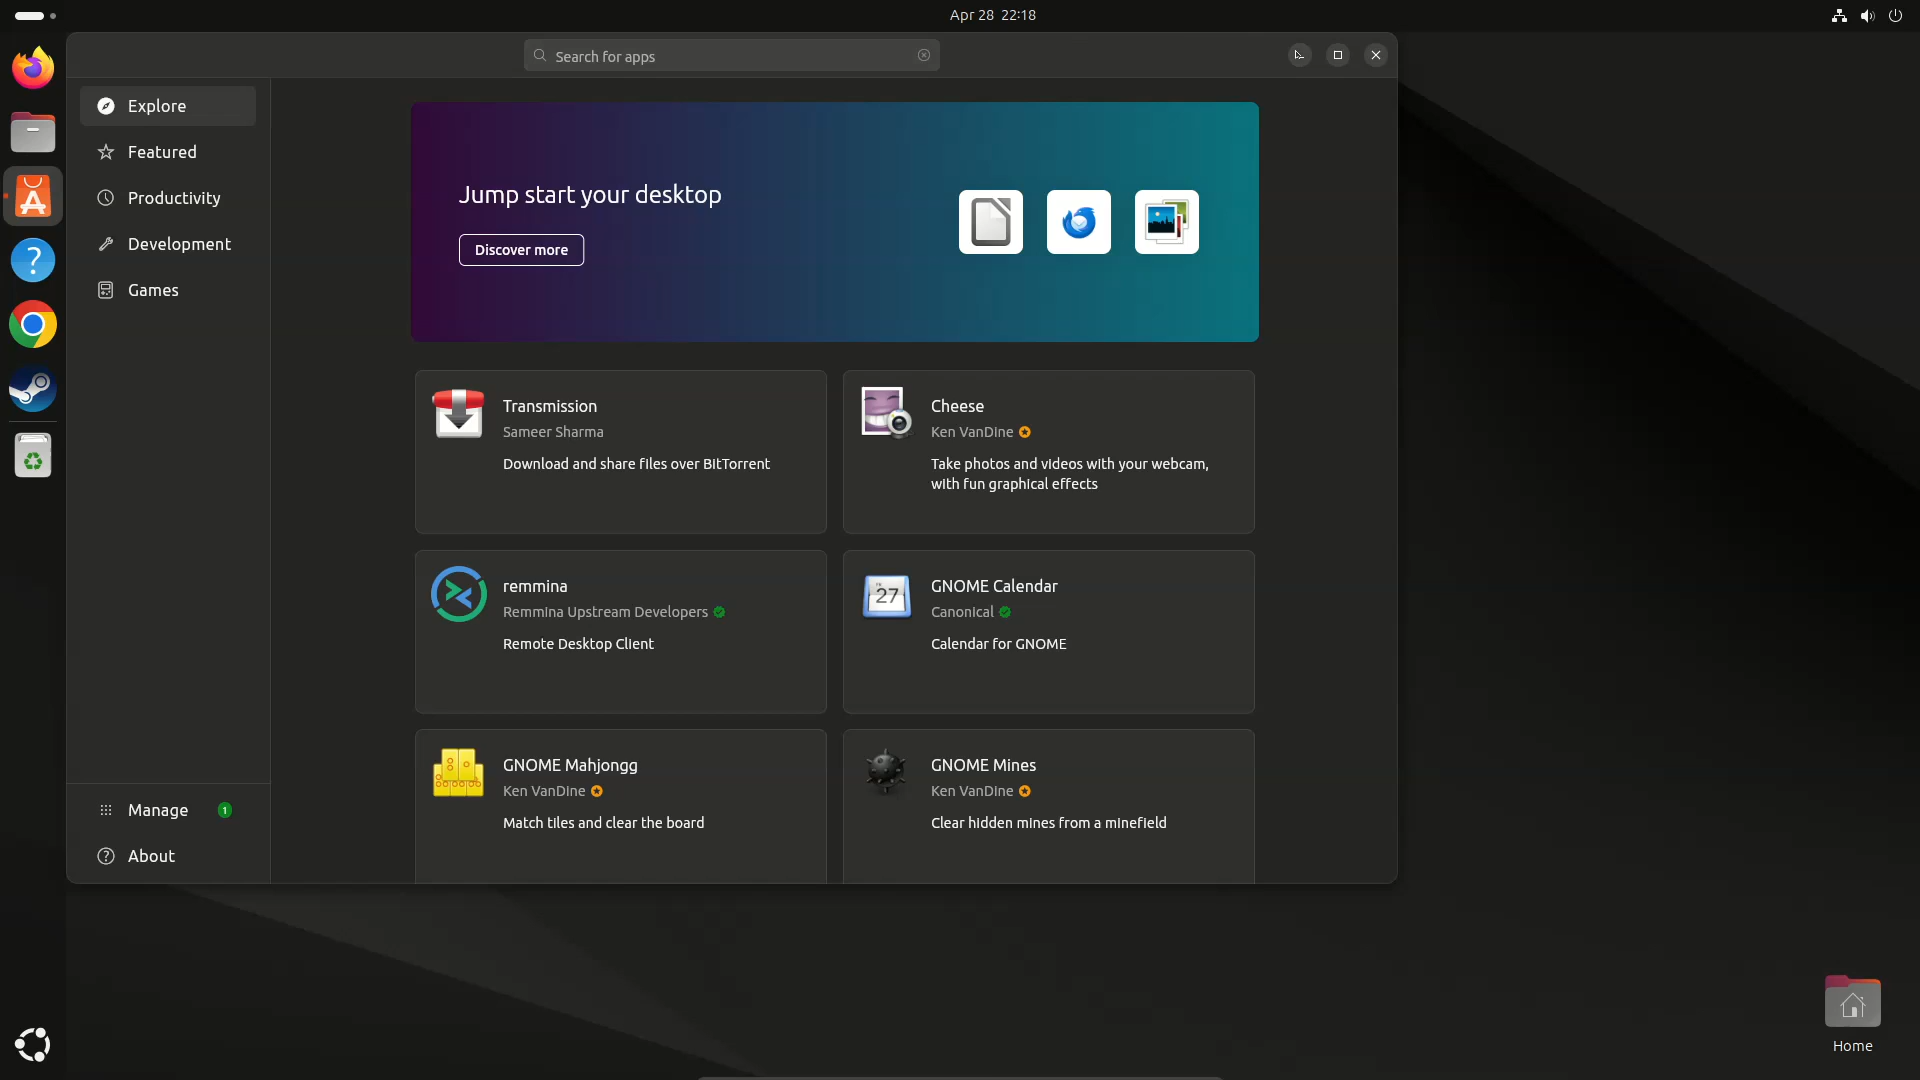 Apr 28 22:18
Search for apps
Explore
Featured
Productivity
Development
Games
Jump start your desktop
Discover more
Transmission
Sameer Sharma
Download and share files over BitTorrent
Cheese
Ken VanDine
Take photos and videos with your webcam,
with fun graphical effects
remmina
Remmina Upstream Developers
Remote Desktop Client
GNOME Calendar
Canonical
27
Calendar for GNOME
GNOME Mahjongg
Ken VanDine
Match tiles and clear the board
GNOME Mines
Ken VanDine
Clear hidden mines from a minefield
Manage 1
About
Home